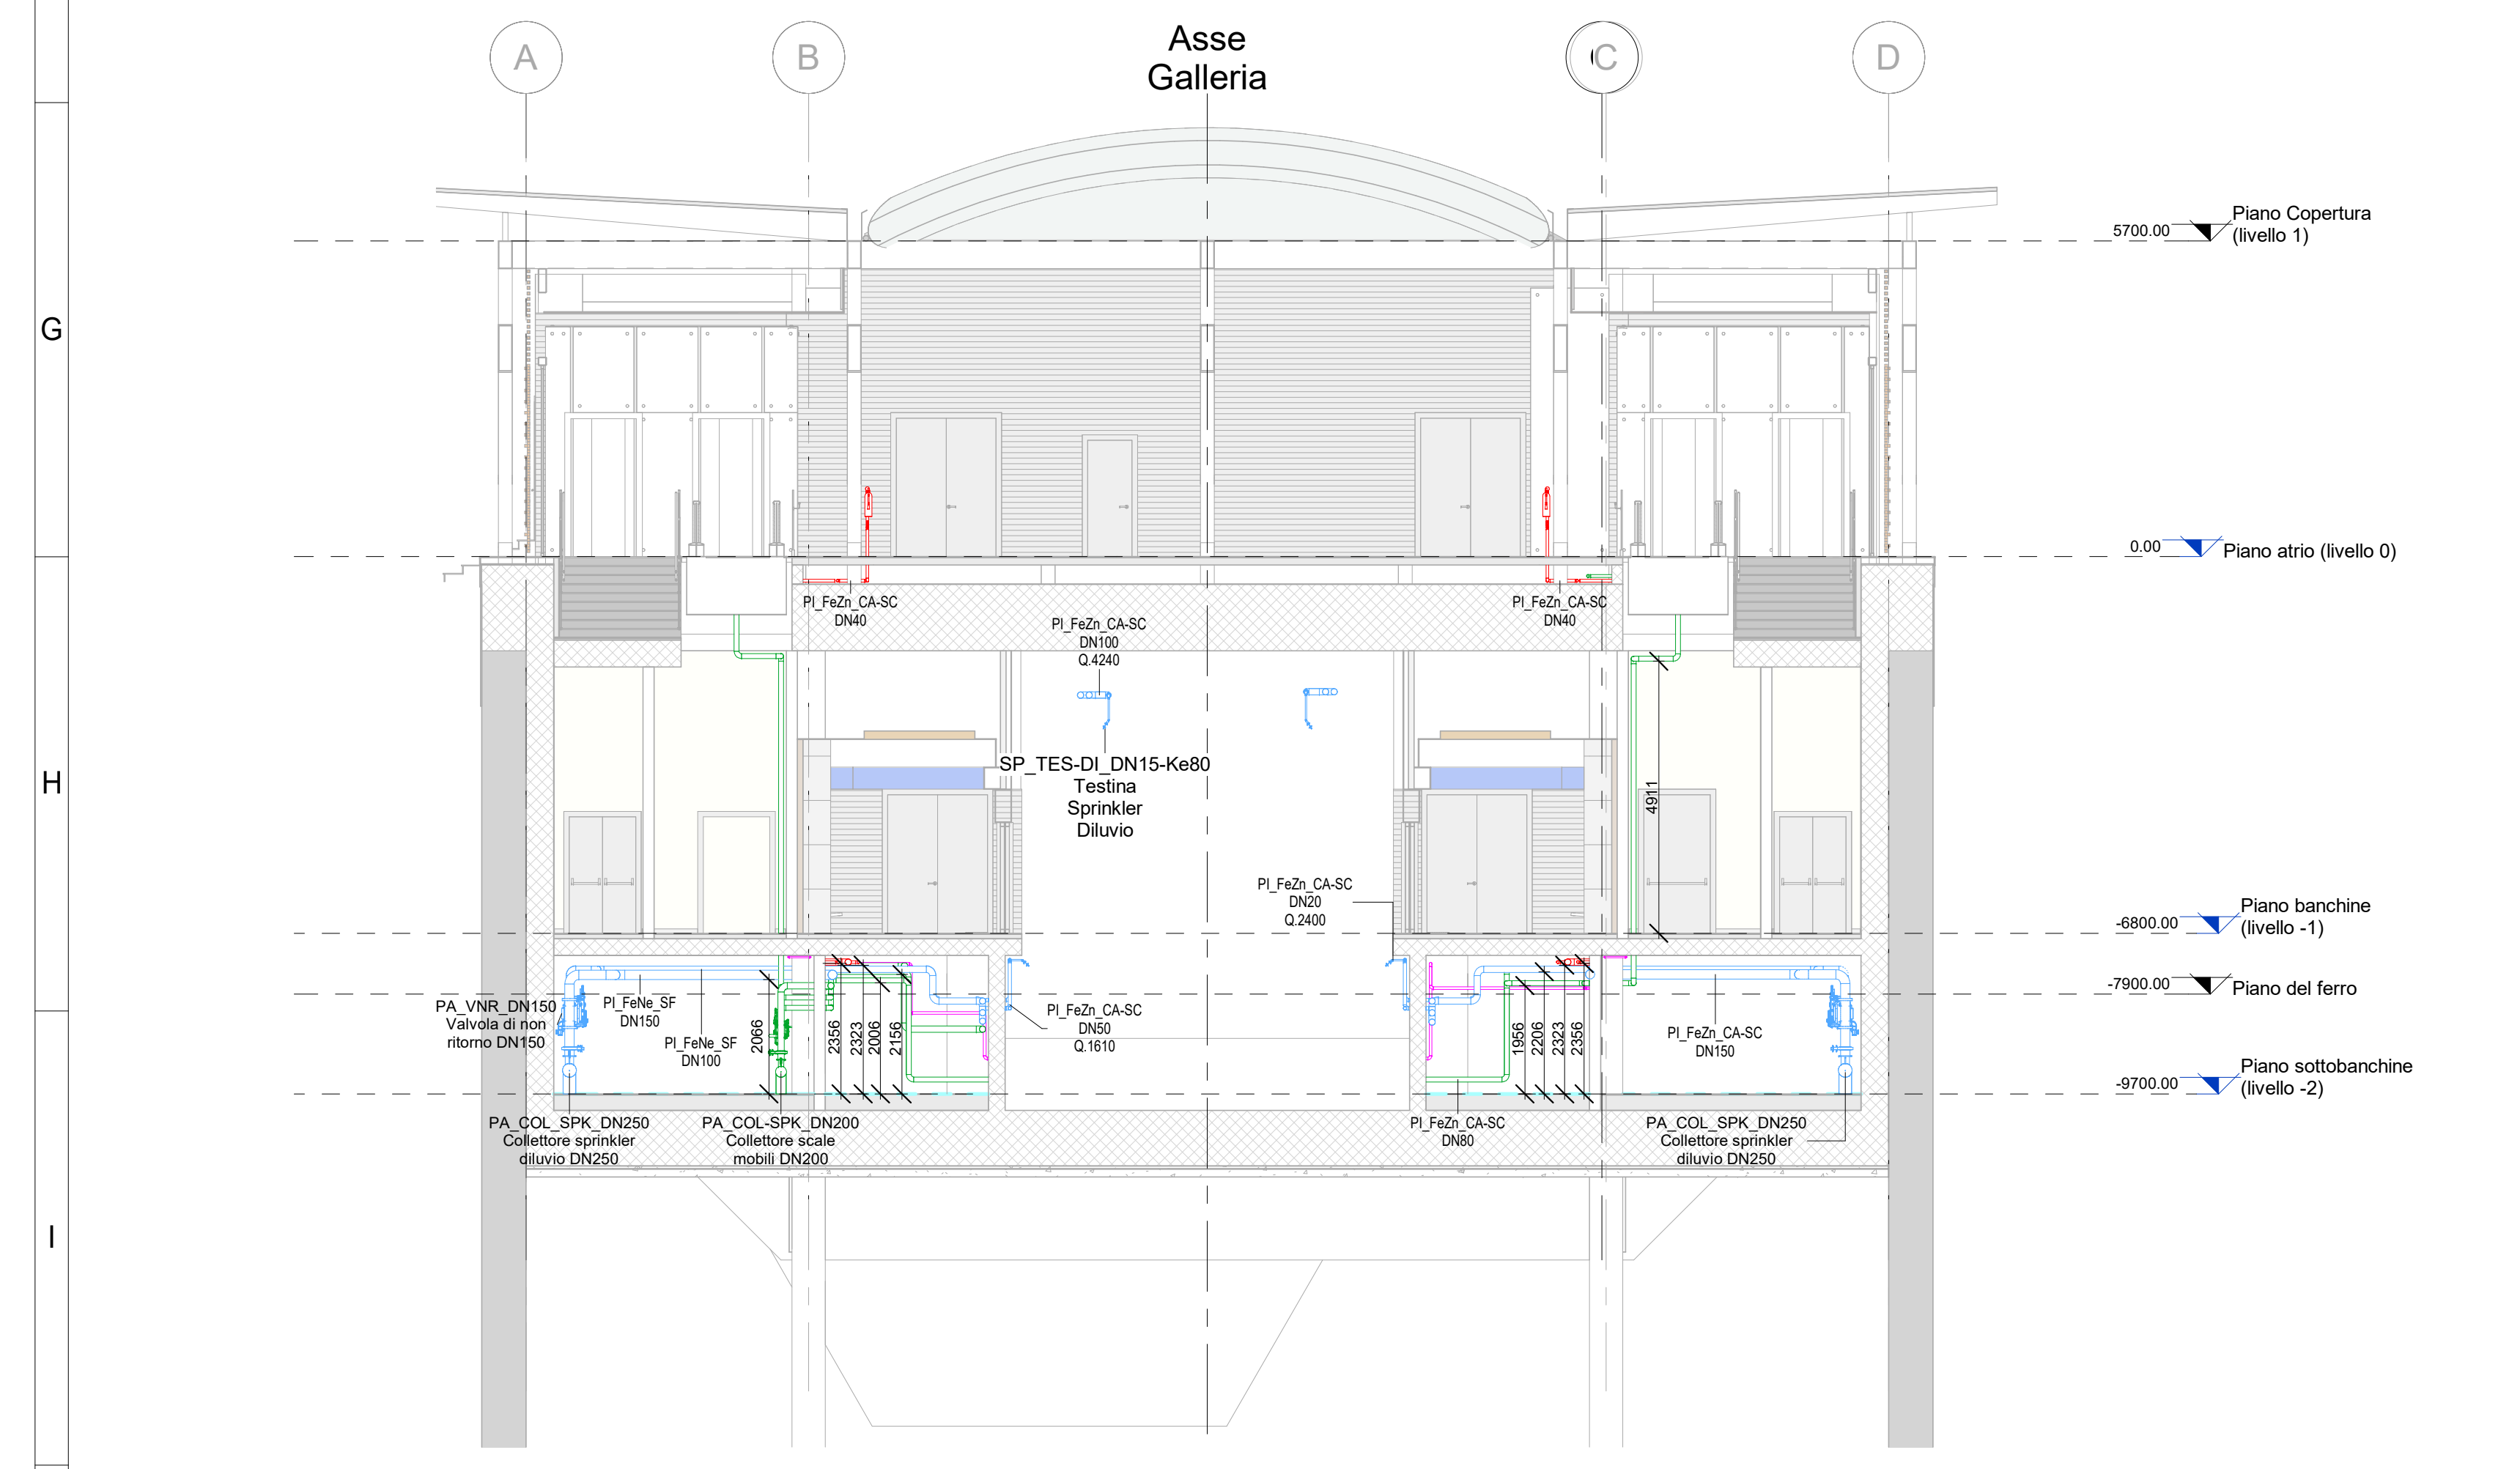 A
B
Asse
Galleria
C
D
Piano Copertura
(livello 1)
5700.00
G
0.00
Piano atrio (livello 0)
PI_FeZn_CA-SC
DN40
PI_FeZn_CA-SC
DN40
PI_FeZn_CA-SC
DN100
Q.4240
H
SP_TES-DI_DN15-Ke80
Testina
Sprinkler
Diluvio
4911
PI_FeZn_CA-SC
DN20
Q.2400
Piano banchine
(livello -1)
-6800.00
-7900.00
Piano del ferro
PA_VNR_DN150
Valvola di non
ritorno DN150
PI_FeNe_SF
DN150
PI_FeNe_SF
DN100
2066
2356
2323
2006
2156
PI_FeZn_CA-SC
DN50
Q.1610
1956
2206
2323
2356
PI_FeZn_CA-SC
DN150
Piano sottobanchine
(livello -2)
-9700.00
PA_COL_SPK_DN250
Collettore sprinkler
diluvio DN250
PA_COL-SPK_DN200
Collettore scale
mobili DN200
PI_FeZn_CA-SC
DN80
PA_COL_SPK_DN250
Collettore sprinkler
diluvio DN250
I